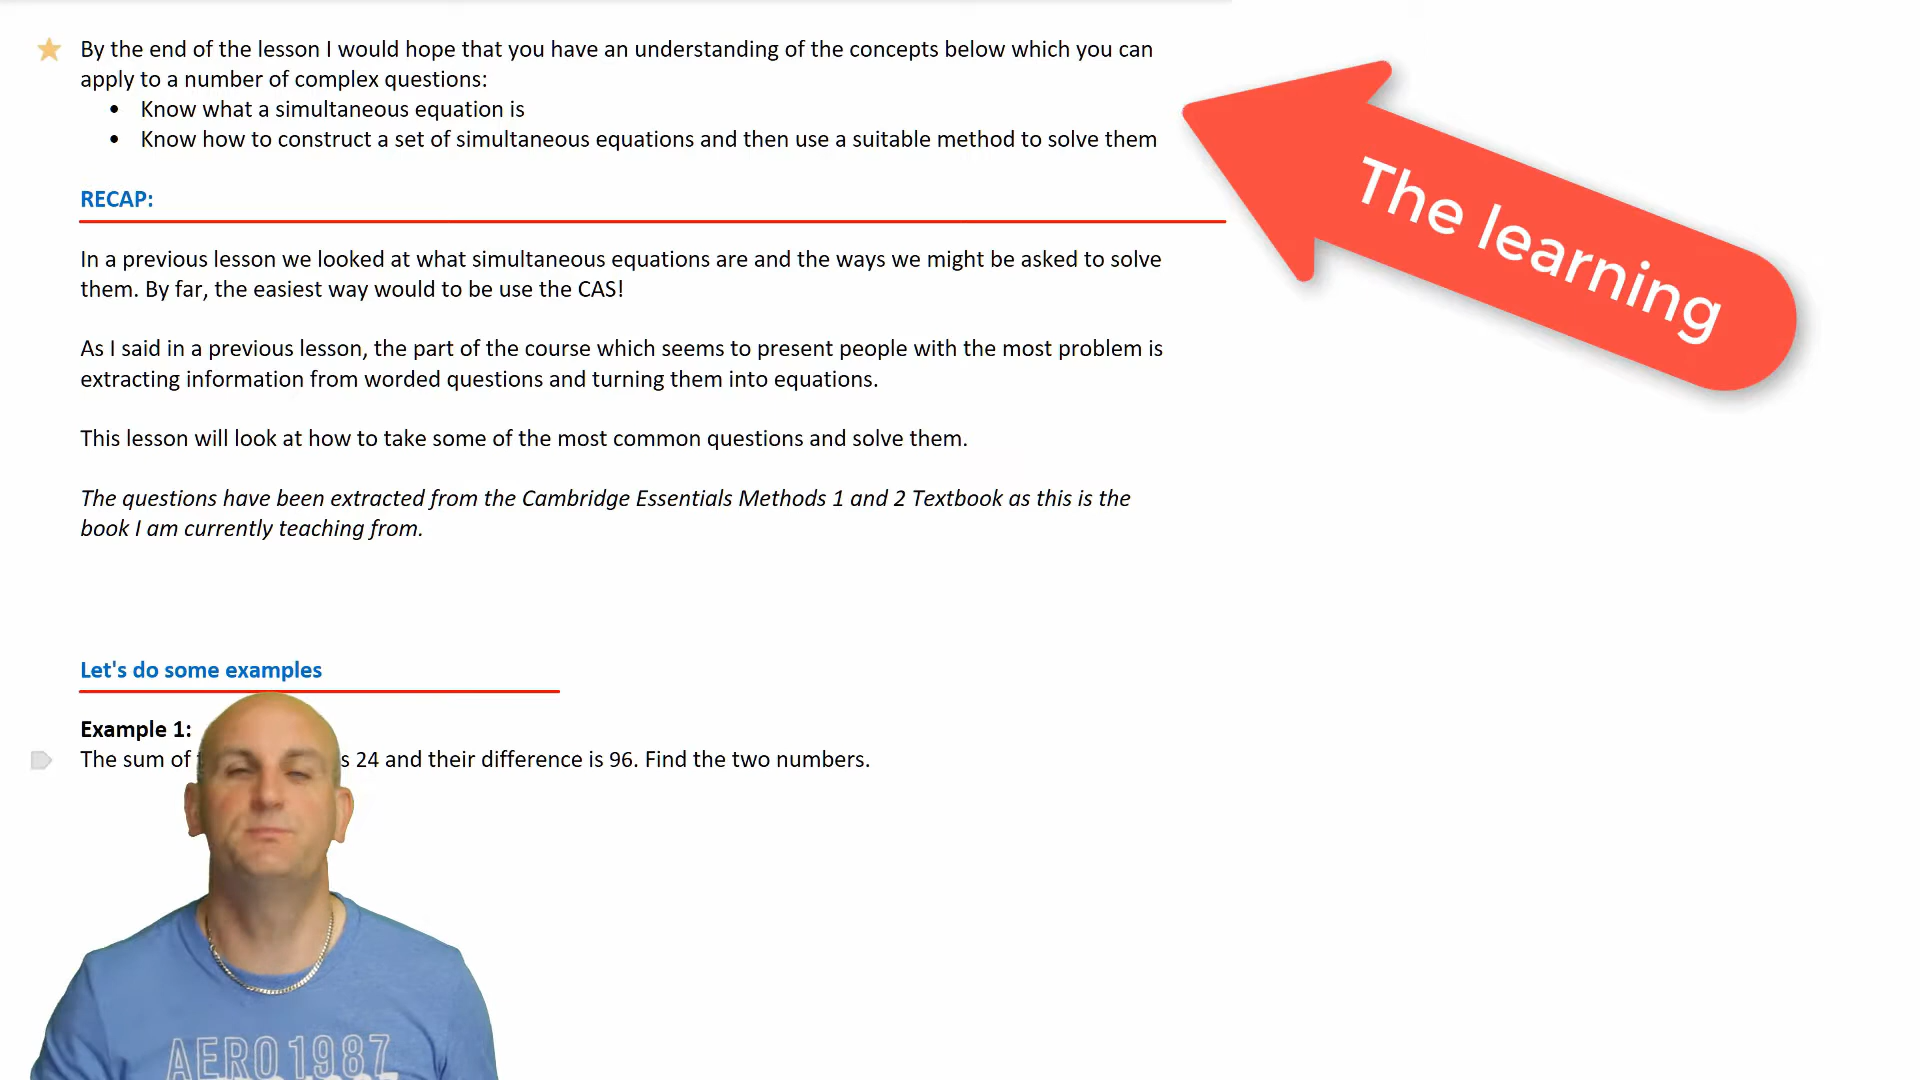 By the end of the lesson I would hope that you have an understanding of the concepts below which you can
apply to a number of complex questions:
• Know what a simultaneous equation is
• Know how to construct a set of simultaneous equations and then use a suitable method to solve them
The learning
RECAP:
In a previous lesson we looked at what simultaneous equations are and the ways we might be asked to solve
them. By far, the easiest way would to be use the CAS!
As I said in a previous lesson, the part of the course which seems to present people with the most problem is
extracting information from worded questions and turning them into equations.
This lesson will look at how to take some of the most common questions and solve them.
The questions have been extracted from the Cambridge Essentials Methods 1 and 2 Textbook as this is the
book I am currently teaching from.
Let's do some examples
Example 1:
The sum of s 24 and their difference is 96. Find the two numbers.
AERO 1987